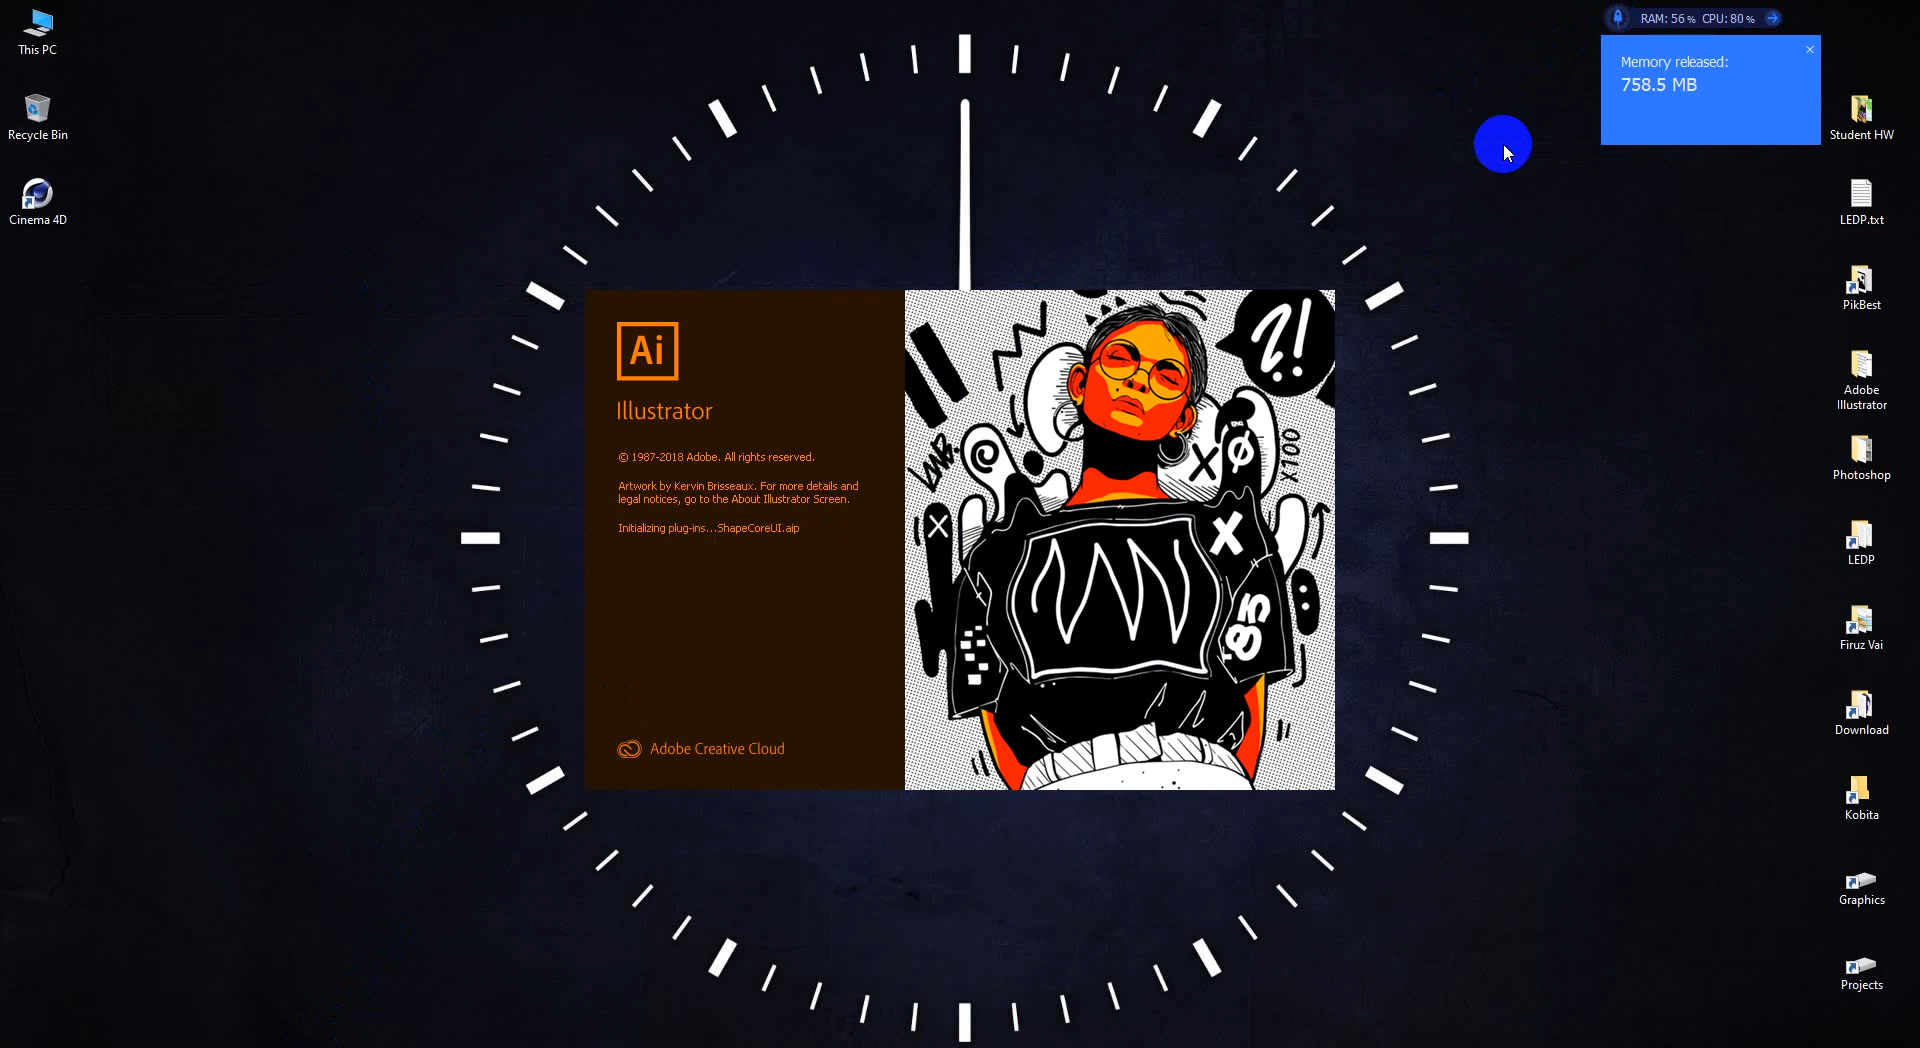 This PC
Recycle Bin
Cinema 4D
RAM: 56 % CPU: 80 %
Memory released:
758.5 MB
Student HW
LEDP.txt
PikBest
Adobe
Illustrator
Photoshop
LEDP
Firuz Vai
Download
Kobita
Graphics
Projects
Ai
Illustrator
© 1987-2018 Adobe. All rights reserved.
Artwork by Kervin Brisseaux. For more details and
legal notices, go to the About Illustrator Screen.
Initializing plug-ins...ShapeCoreUI.aip
Adobe Creative Cloud
?!
X Ø
X100
X
X
'85